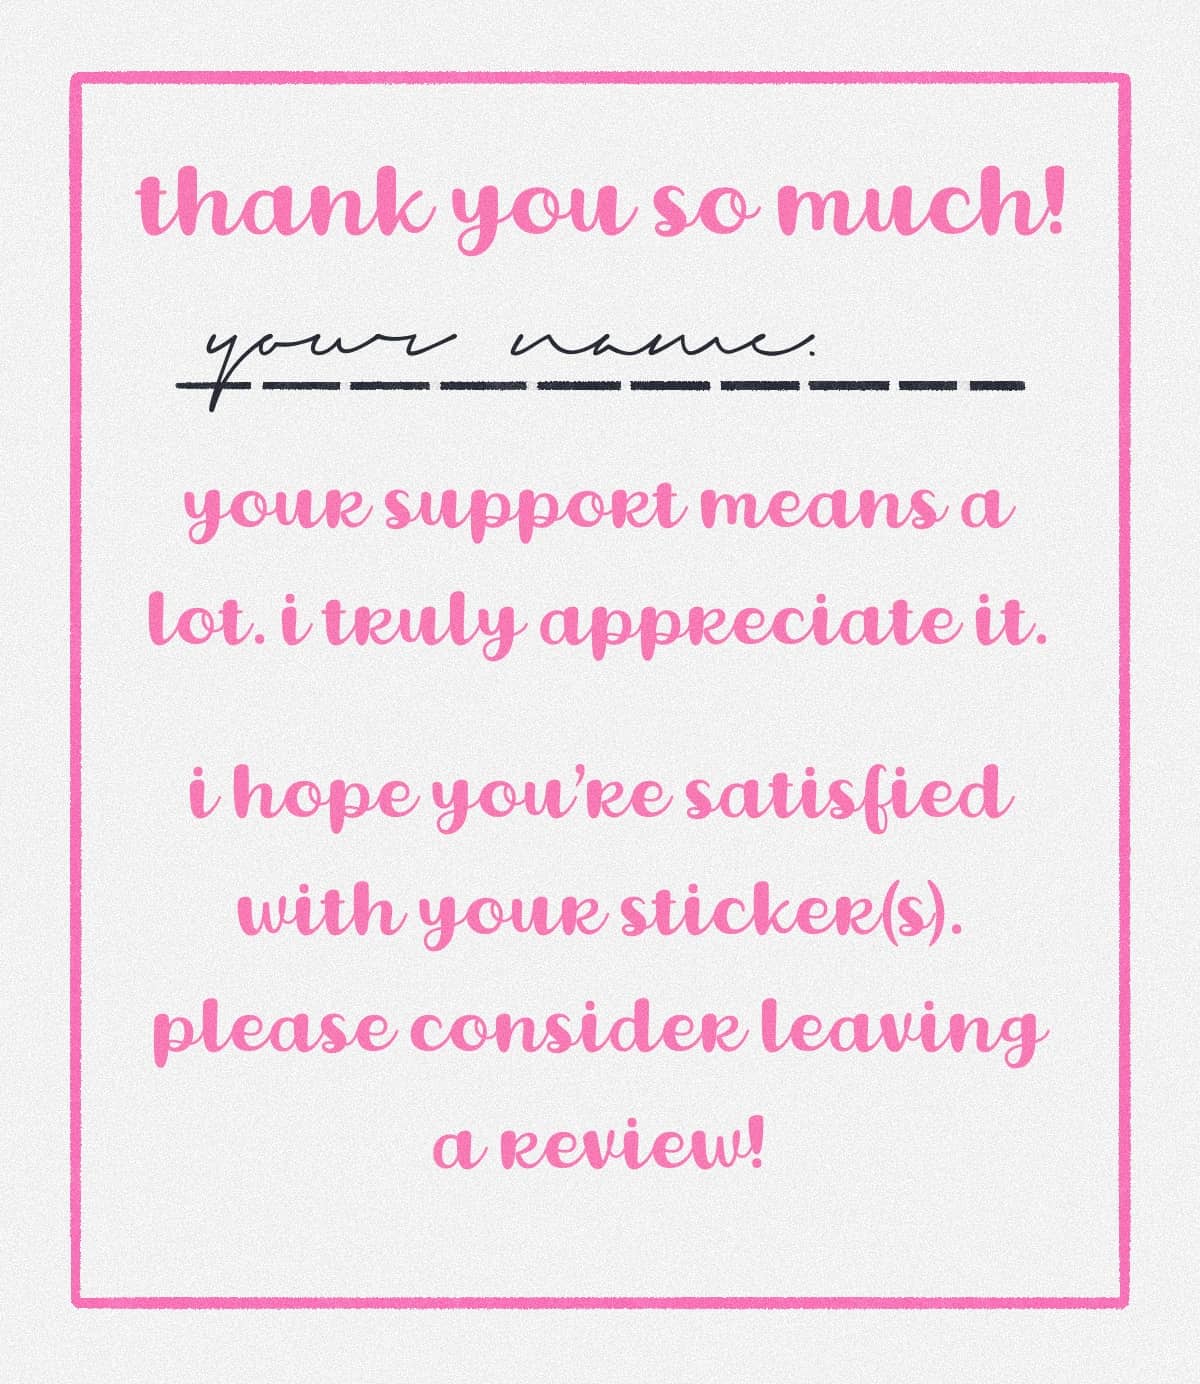 thank you so much!
your name.
your support means a
lot. i truly appreciate it.
i hope you're satisfied
with your sticker(s).
please consider leaving
a review!